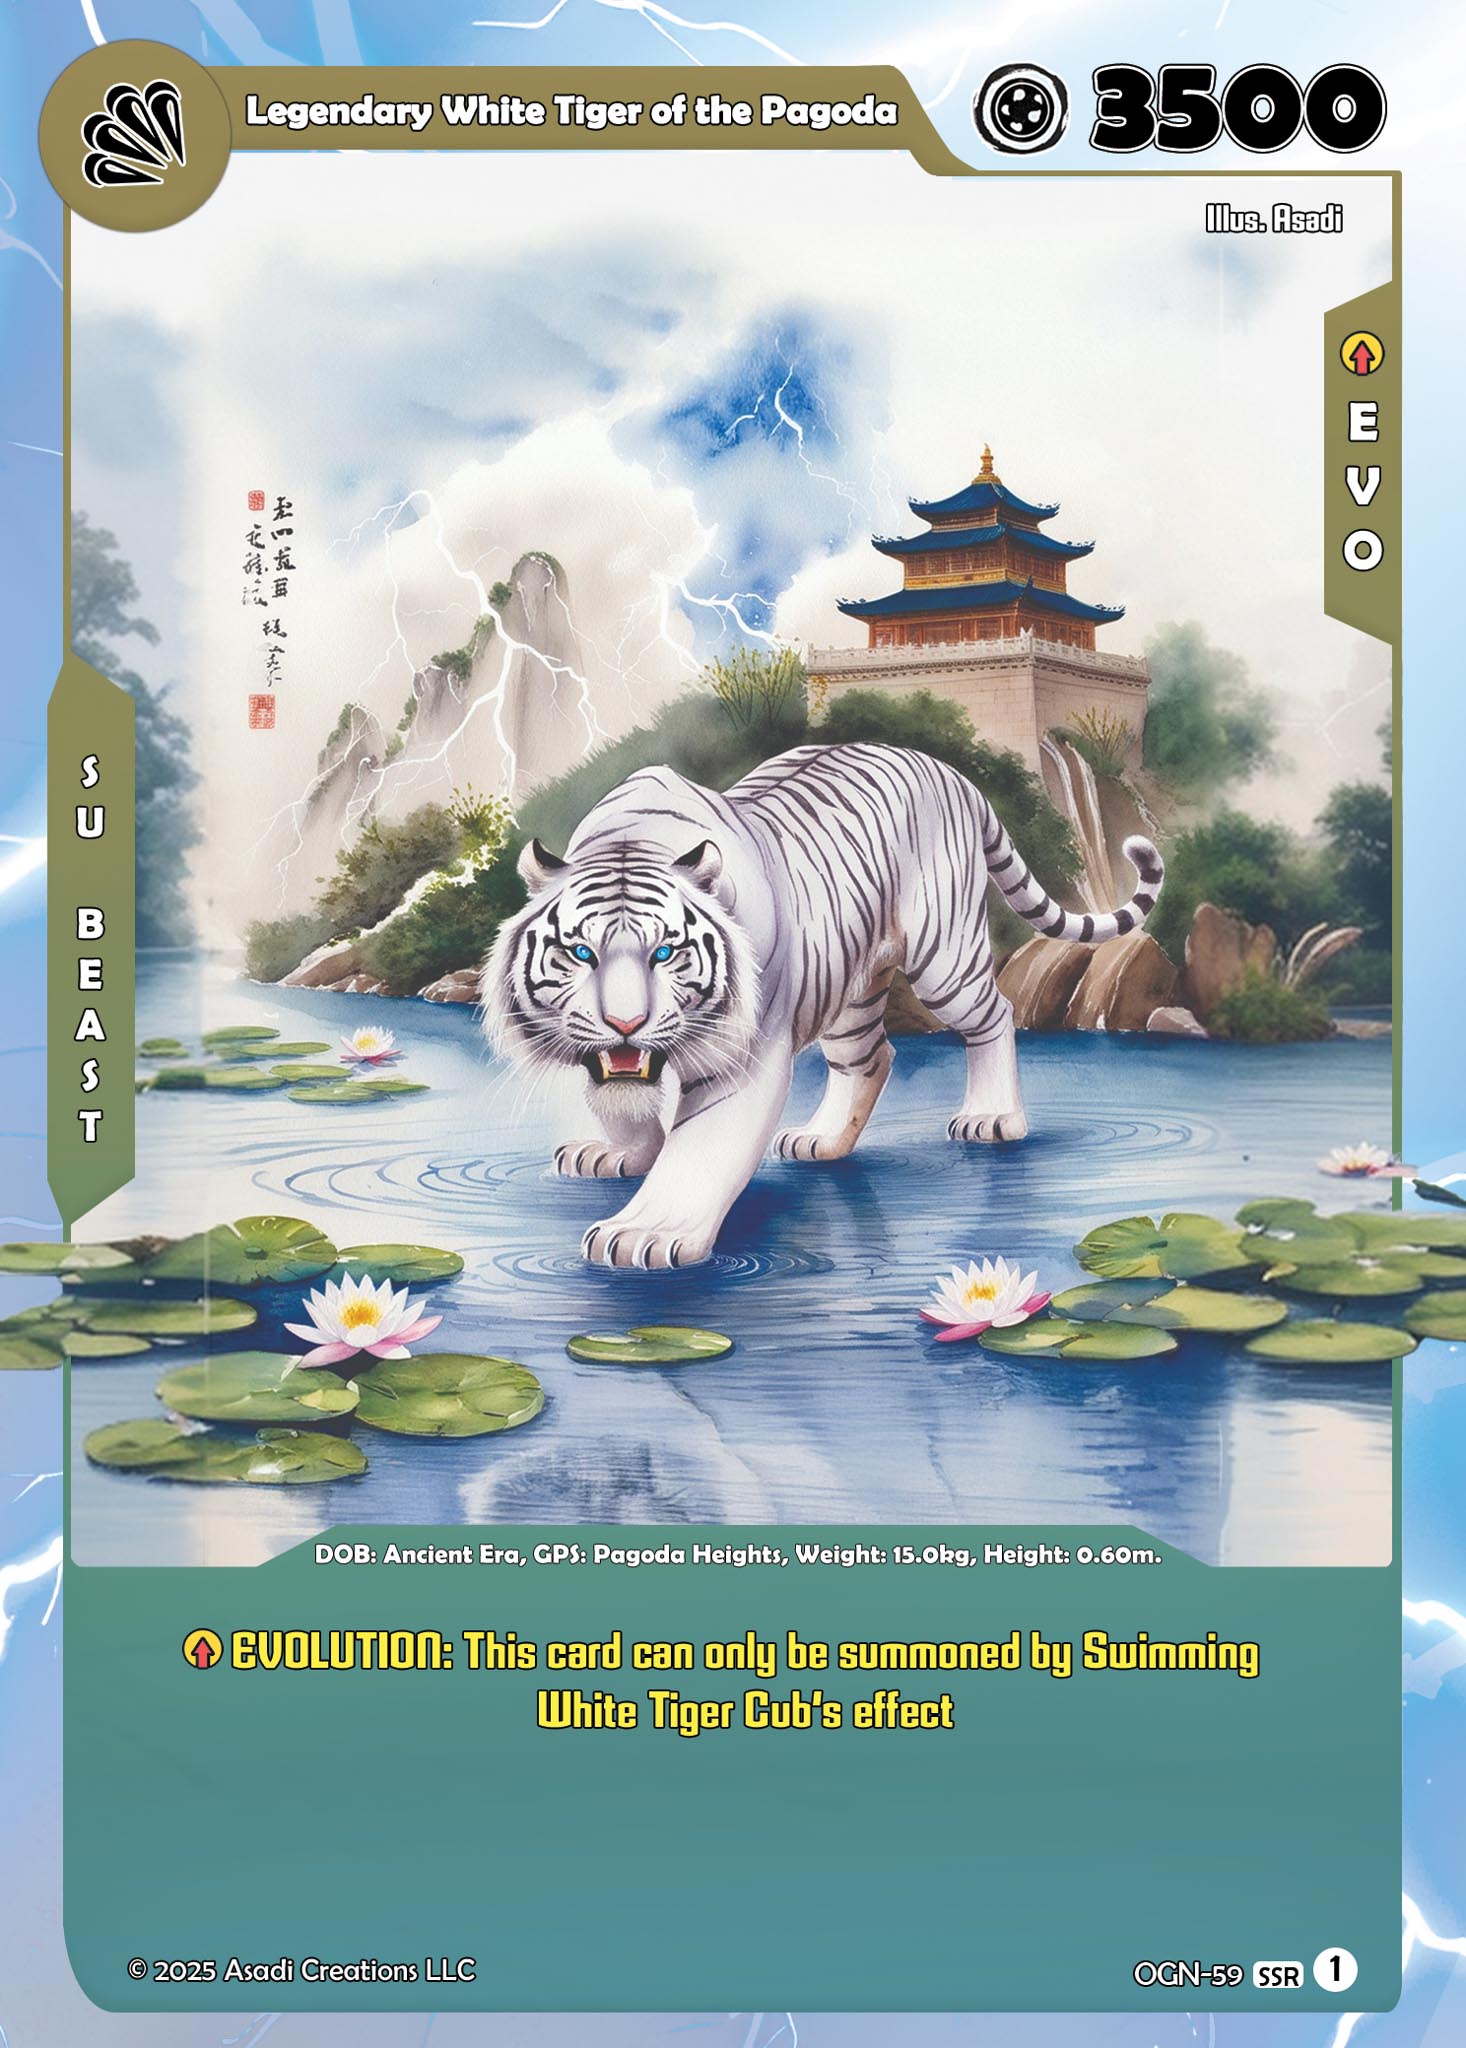 Legendary White Tiger of the Pagoda
3500
Illus. Asadi
EVO
SU BEAST
DOB: Ancient Era, GPS: Pagoda Heights, Weight: 15.0kg, Height: 0.60m.
EVOLUTION: This card can only be summoned by Swimming
White Tiger Cub's effect
© 2025 Asadi Creations LLC
OGN-59 SSR 1